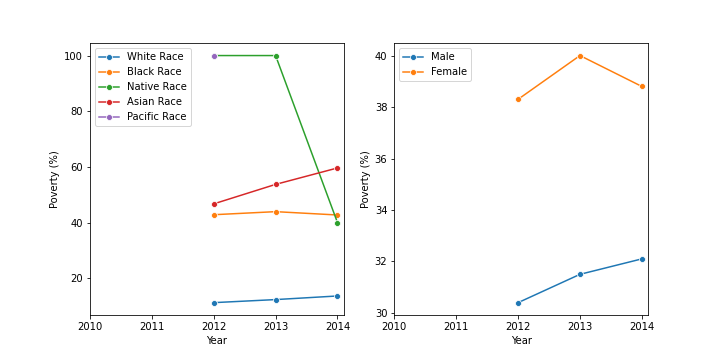 White Race
Black Race
Native Race
Asian Race
Pacific Race
100
80
60
40
20
Poverty (%)
2010 2011 2012 2013 2014
Year
Male
Female
40
38
36
34
32
30
Poverty (%)
2010 2011 2012 2013 2014
Year